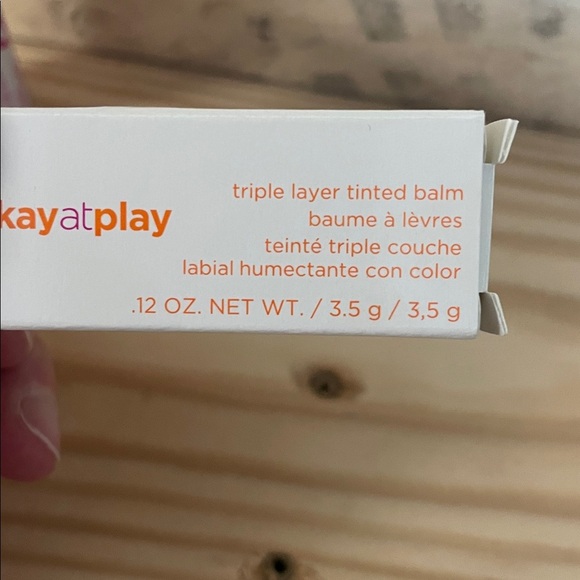 kayatplay
triple layer tinted balm
baume à lèvres
teinté triple couche
labial humectante con color
.12 OZ. NET WT. / 3.5 g / 3,5 g